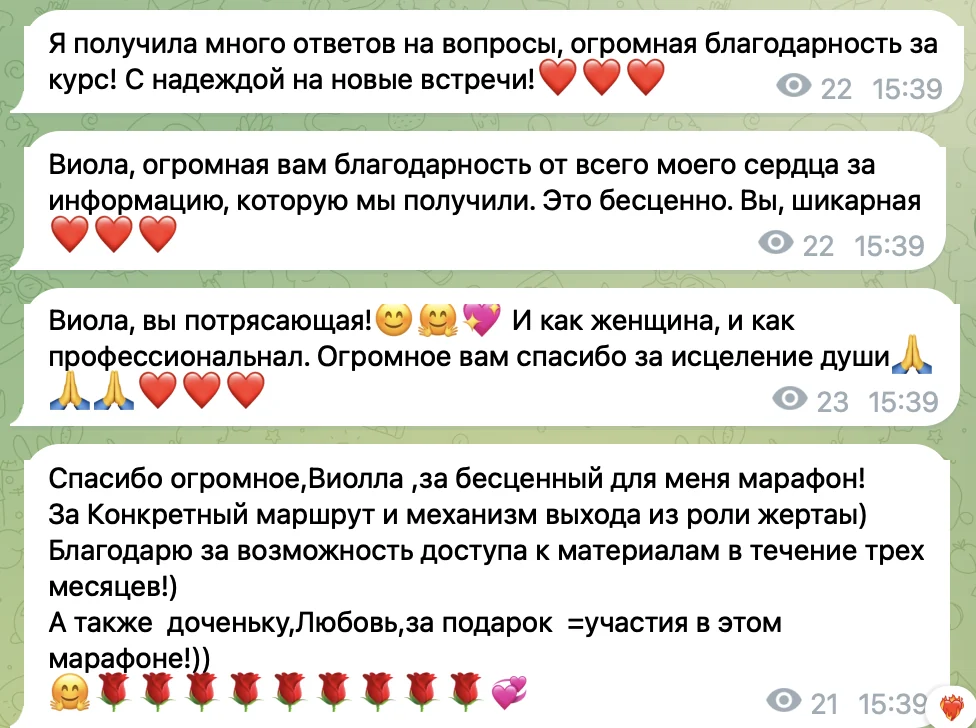 Я получила много ответов на вопросы, огромная благодарность за
курс! С надеждой на новые встречи!❤️❤️❤️
22 15:39
Виола, огромная вам благодарность от всего моего сердца за
информацию, которую мы получили. Это бесценно. Вы, шикарная
❤️❤️❤️
22 15:39
Виола, вы потрясающая!😊🤗💖 И как женщина, и как
профессиональнал. Огромное вам спасибо за исцеление души🙏
🙏🙏❤️❤️❤️
23 15:39
Спасибо огромное,Виолла ,за бесценный для меня марафон!
За Конкретный маршрут и механизм выхода из роли жертаы)
Благодарю за возможность доступа к материалам в течение трех
месяцев!)
А также  доченьку,Любовь,за подарок  =участия в этом
марафоне!))
🤗🌹🌹🌹🌹🌹🌹🌹🌹🌹💞
21 15:39